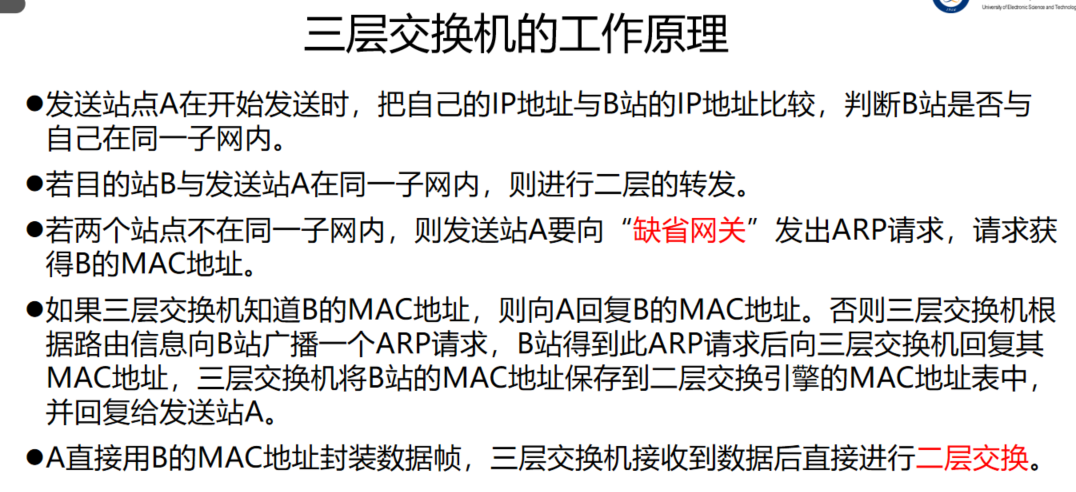 University of Electronic Science and Technolog
三层交换机的工作原理
●发送站点A在开始发送时，把自己的IP地址与B站的IP地址比较，判断B站是否与
自己在同一子网内。
●若目的站B与发送站A在同一子网内，则进行二层的转发。
●若两个站点不在同一子网内，则发送站A要向“缺省网关”发出ARP请求，请求获
得B的MAC地址。
●如果三层交换机知道B的MAC地址，则向A回复B的MAC地址。否则三层交换机根
据路由信息向B站广播一个ARP请求，B站得到此ARP请求后向三层交换机回复其
MAC地址，三层交换机将B站的MAC地址保存到二层交换引擎的MAC地址表中，
并回复给发送站A。
●A直接用B的MAC地址封装数据帧，三层交换机接收到数据后直接进行二层交换。